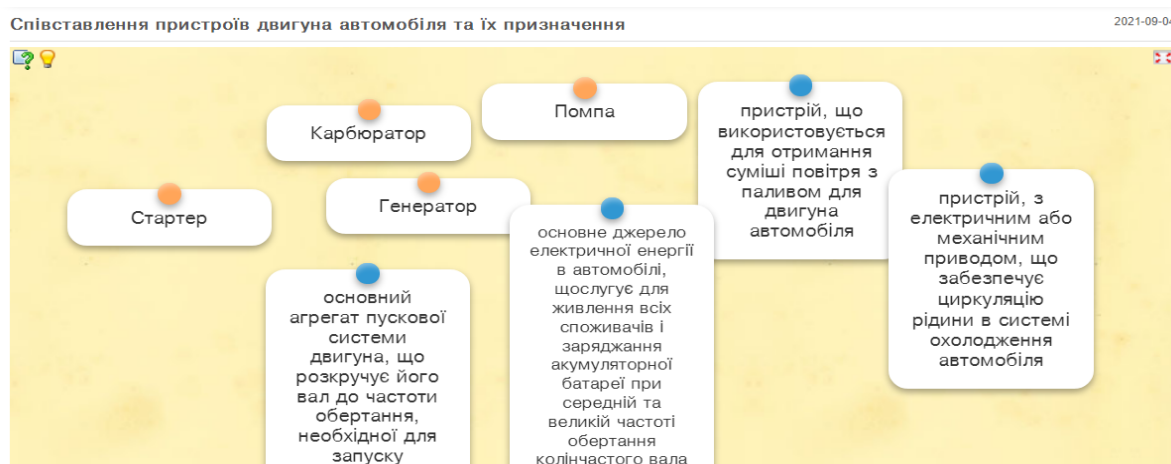 Співставлення пристроїв двигуна автомобіля та їх призначення
2021-09-04
Карбюратор
Помпа
Стартер
Генератор
пристрій, що
використовується
для отримання
суміші повітря з
паливом для
двигуна
автомобіля
пристрій, з
електричним або
механічним
приводом, що
забезпечує
циркуляцію
рідини в системі
охолодження
автомобіля
основне джерело
електричної енергії
в автомобілі,
щослугує для
живлення всіх
споживачів і
заряджання
акумуляторної
батареї при
середній та
великій частоті
обертання
колінчастого вала
основний
агрегат пускової
системи
двигуна, що
розкручує його
вал до частоти
обертання,
необхідної для
запуску